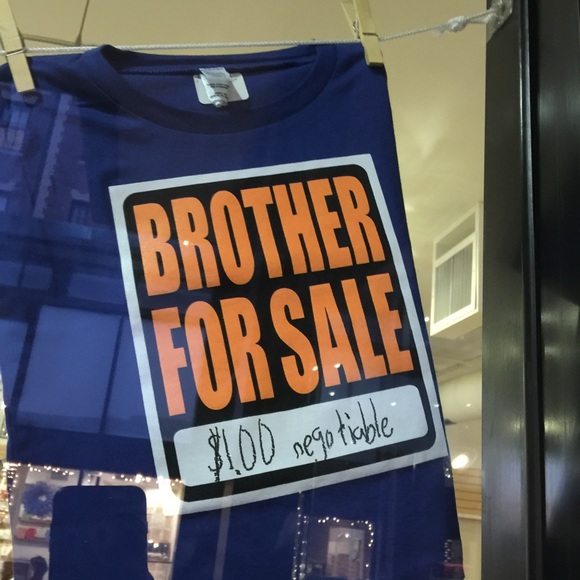 BROTHER
FOR SALE
$1.00 negotiable